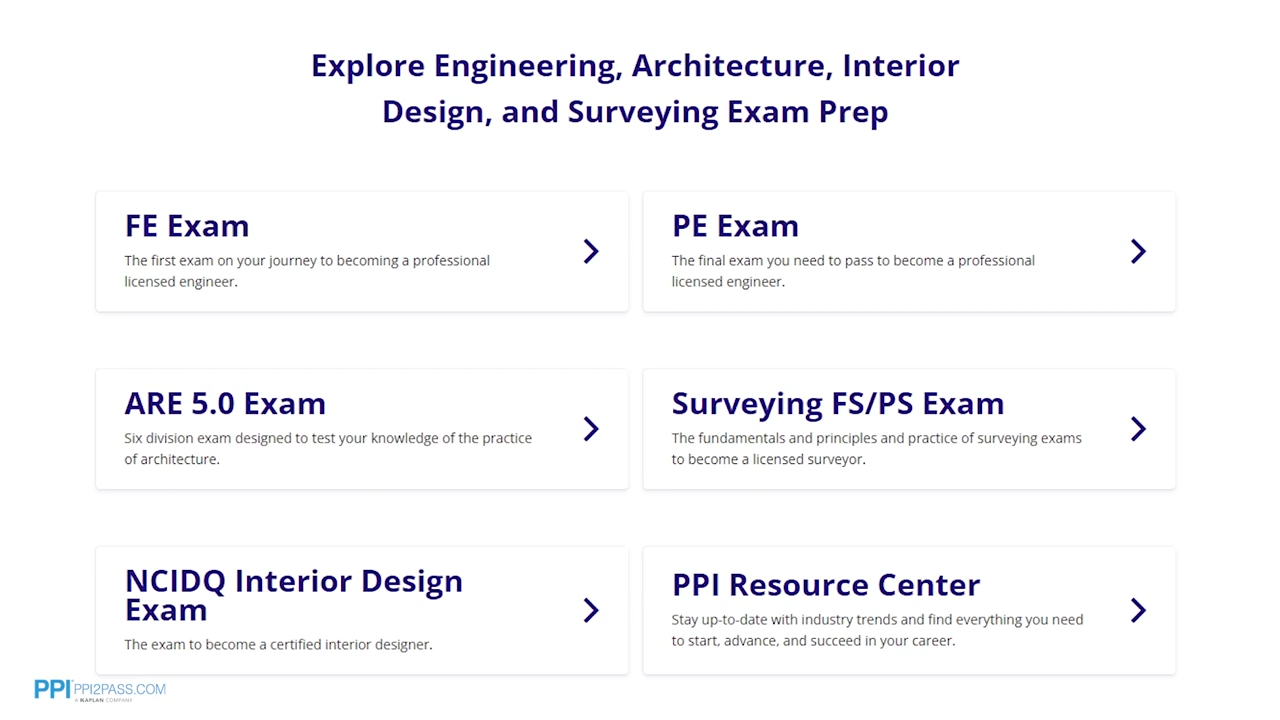 Explore Engineering, Architecture, Interior
Design, and Surveying Exam Prep
FE Exam
The first exam on your journey to becoming a professional
licensed engineer.
PE Exam
The final exam you need to pass to become a professional
licensed engineer.
ARE 5.0 Exam
Six division exam designed to test your knowledge of the practice
of architecture.
Surveying FS/PS Exam
The fundamentals and principles and practice of surveying exams
to become a licensed surveyor.
NCIDQ Interior Design
Exam
The exam to become a certified interior designer.
PPI Resource Center
Stay up-to-date with industry trends and find everything you need
to start, advance, and succeed in your career.
PPI PPI2PASS.COM
A KAPLAN COMPANY